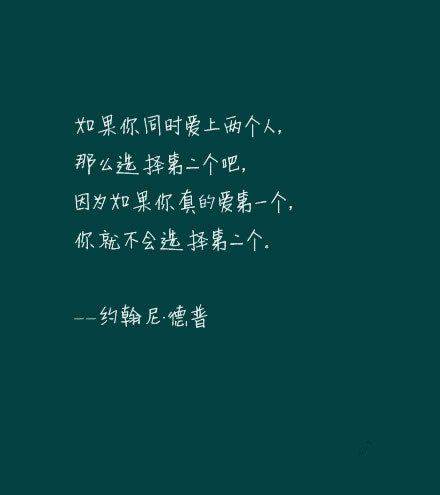 如果你同时爱上两个人,
那么选择第二个吧,
因为如果你真的爱第一个,
你就不会选择第二个.
--约翰尼·德普